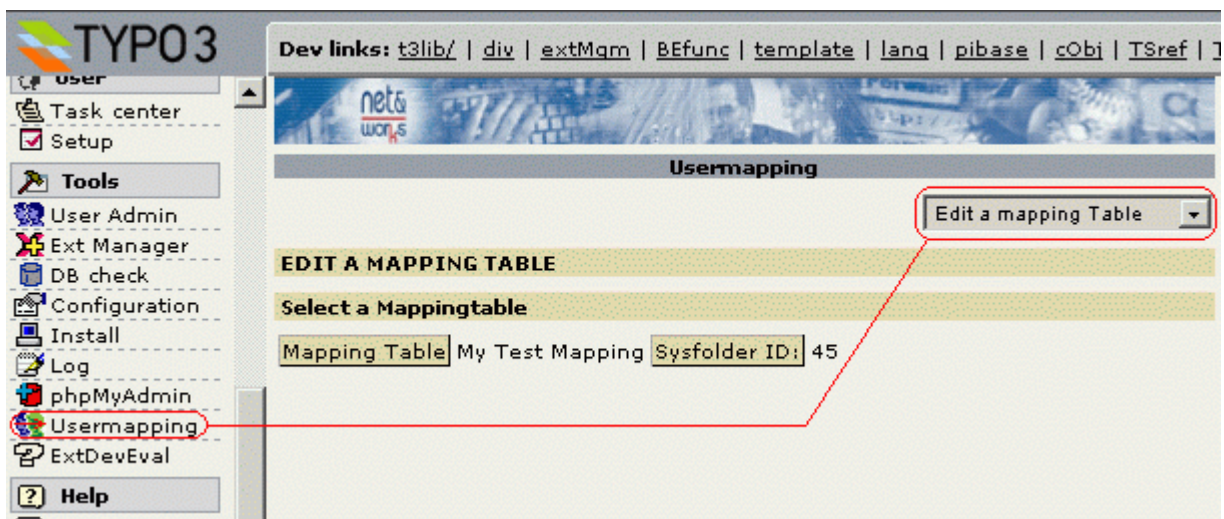 TYPO3
Dev links: t3lib/ | div | extMgm | BEfunc | template | lang | pibase | cObj | TSref |
User
Task center
Setup
Tools
User Admin
Ext Manager
DB check
Configuration
Install
Log
phpMyAdmin
Usermapping
ExtDevEval
Help
net&
works
Usermapping
Edit a mapping Table
EDIT A MAPPING TABLE
Select a Mappingtable
Mapping Table My Test Mapping Sysfolder ID: 45